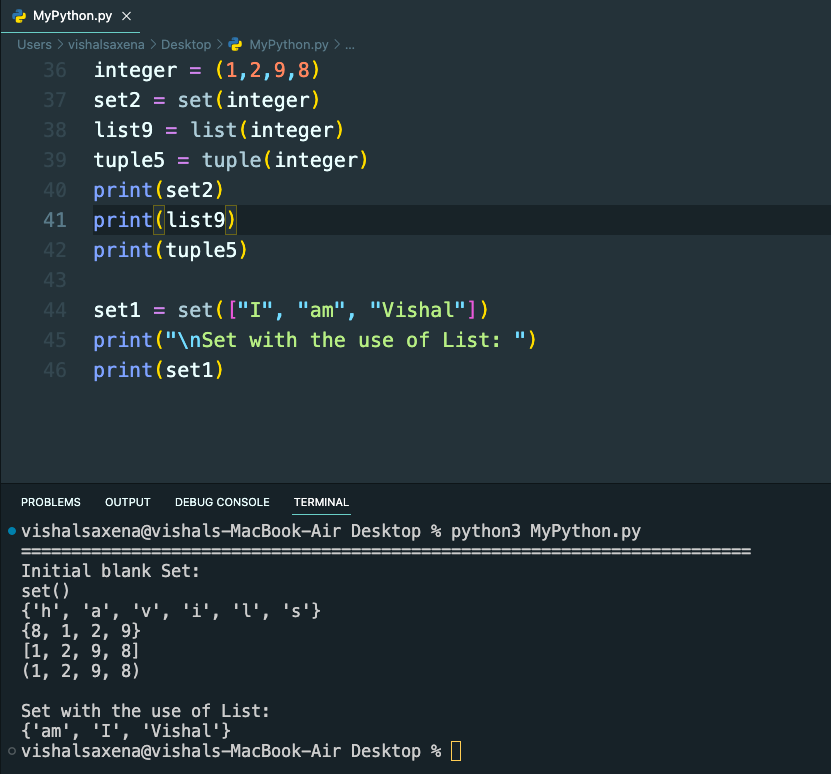 MyPython.py ×
Users > vishalsaxena > Desktop > MyPython.py > ...
36 integer = (1,2,9,8)
37 set2 = set(integer)
38 list9 = list(integer)
39 tuple5 = tuple(integer)
40 print(set2)
41 print(list9)
42 print(tuple5)
43
44 set1 = set(["I", "am", "Vishal"])
45 print("\nSet with the use of List: ")
46 print(set1)
PROBLEMS OUTPUT DEBUG CONSOLE TERMINAL
vishalsaxena@vishals-MacBook-Air Desktop % python3 MyPython.py
=========================================================================
Initial blank Set:
set()
{'h', 'a', 'v', 'i', 'l', 's'}
{8, 1, 2, 9}
[1, 2, 9, 8]
(1, 2, 9, 8)
Set with the use of List:
{'am', 'I', 'Vishal'}
vishalsaxena@vishals-MacBook-Air Desktop %